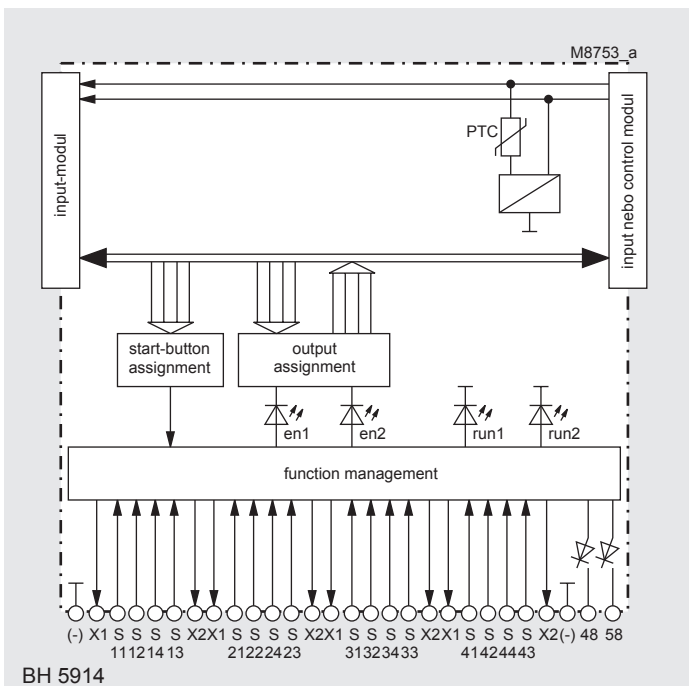 M8753_a
input-modul
PTC
input nebo control modul
start-button
assignment
output
assignment
en1 en2 run1 run2
function management
(-) X1 S S S S X2X1 S S S S X2X1 S S S S X2X1 S S S S X2(-) 48 58
11121413 21222423 31323433 41424443
BH 5914